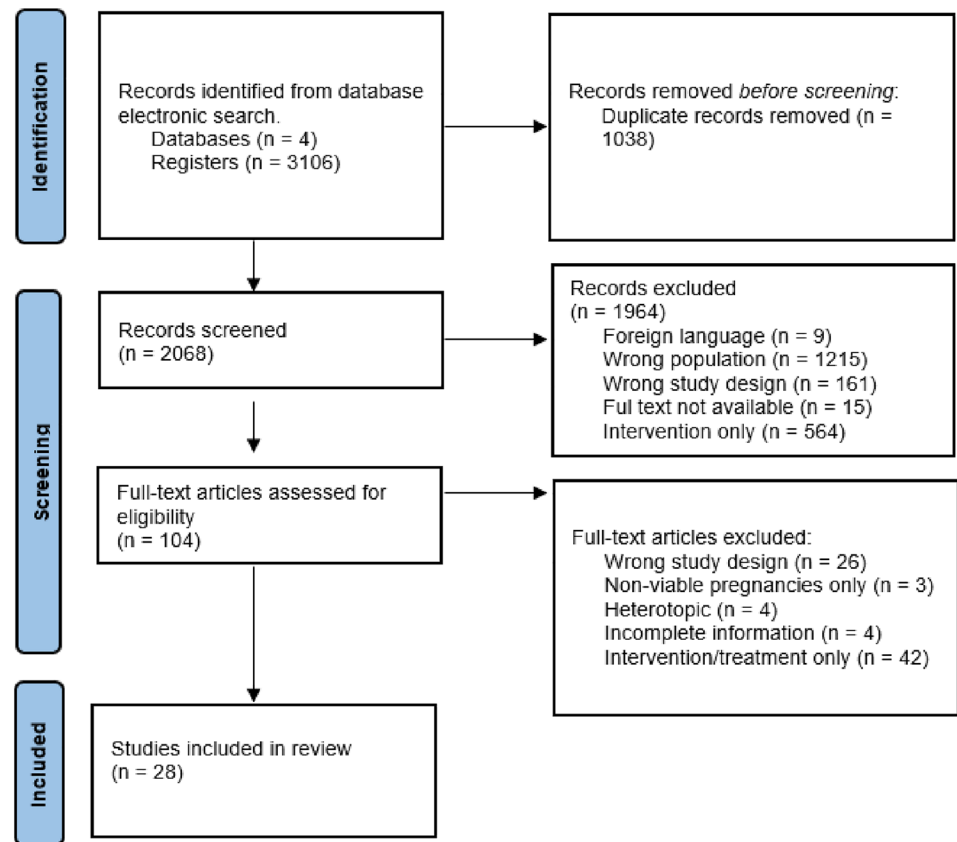 Identification
Records identified from database
electronic search.
Databases (n = 4)
Registers (n = 3106)
Records removed before screening:
Duplicate records removed (n =
1038)
Screening
Records screened
(n = 2068)
Records excluded
(n = 1964)
Foreign language (n = 9)
Wrong population (n = 1215)
Wrong study design (n = 161)
Ful text not available (n = 15)
Intervention only (n = 564)
Full-text articles assessed for
eligibility
(n = 104)
Full-text articles excluded:
Wrong study design (n = 26)
Non-viable pregnancies only (n = 3)
Heterotopic (n = 4)
Incomplete information (n = 4)
Intervention/treatment only (n = 42)
Included
Studies included in review
(n = 28)